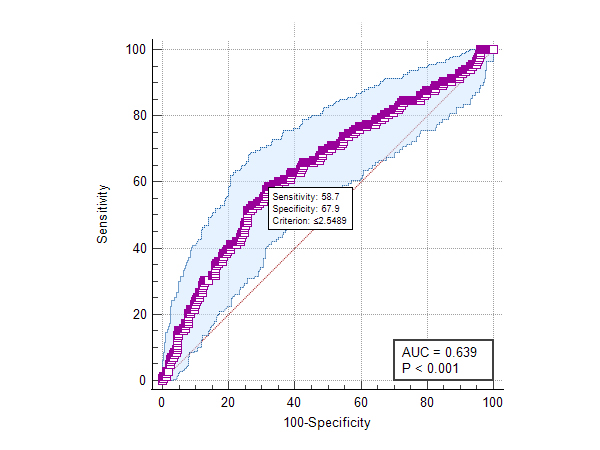 100
80
60
40
20
0
Sensitivity
Sensitivity: 58.7
Specificity: 67.9
Criterion: ≤2.5489
AUC = 0.639
P < 0.001
0 20 40 60 80 100
100-Specificity